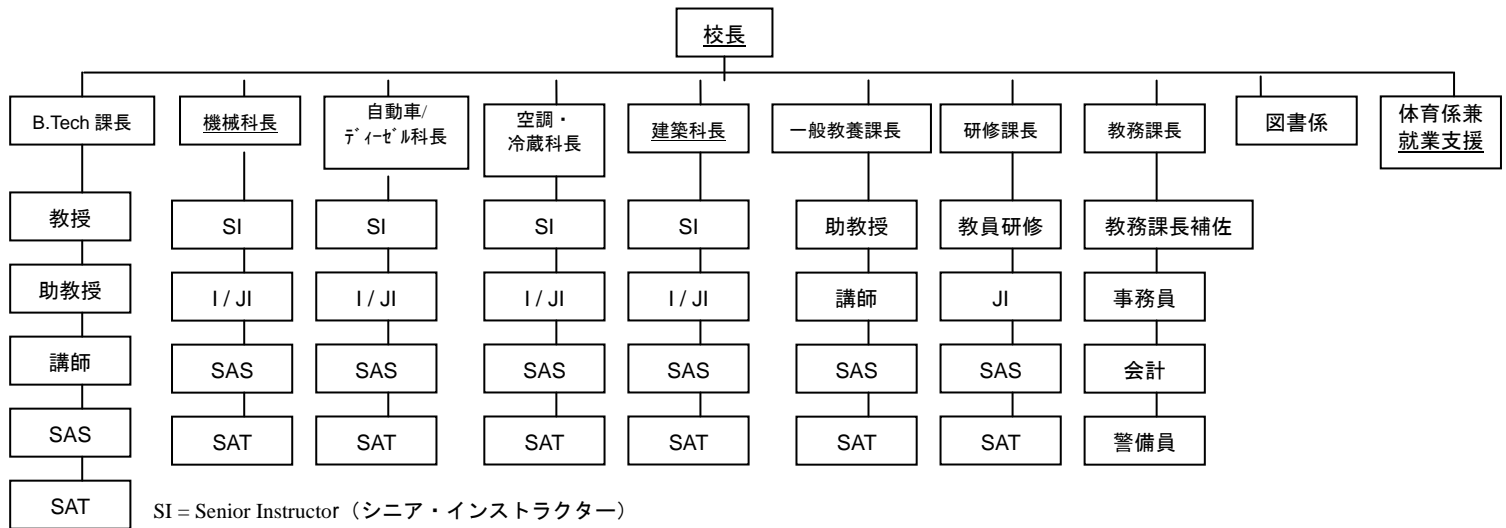 校長
B.Tech 課長
機械科長
自動車/
ﾃﾞｨｰｾﾞﾙ科長
空調・
冷蔵科長
建築科長
一般教養課長
研修課長
教務課長
図書係
体育係兼
就業支援
教授
SI
SI
SI
SI
助教授
教員研修
教務課長補佐
助教授
I / JI
I / JI
I / JI
I / JI
講師
JI
事務員
講師
SAS
SAS
SAS
SAS
SAS
SAS
会計
SAS
SAT
SAT
SAT
SAT
SAT
SAT
警備員
SAT
SI = Senior Instructor（シニア・インストラクター）